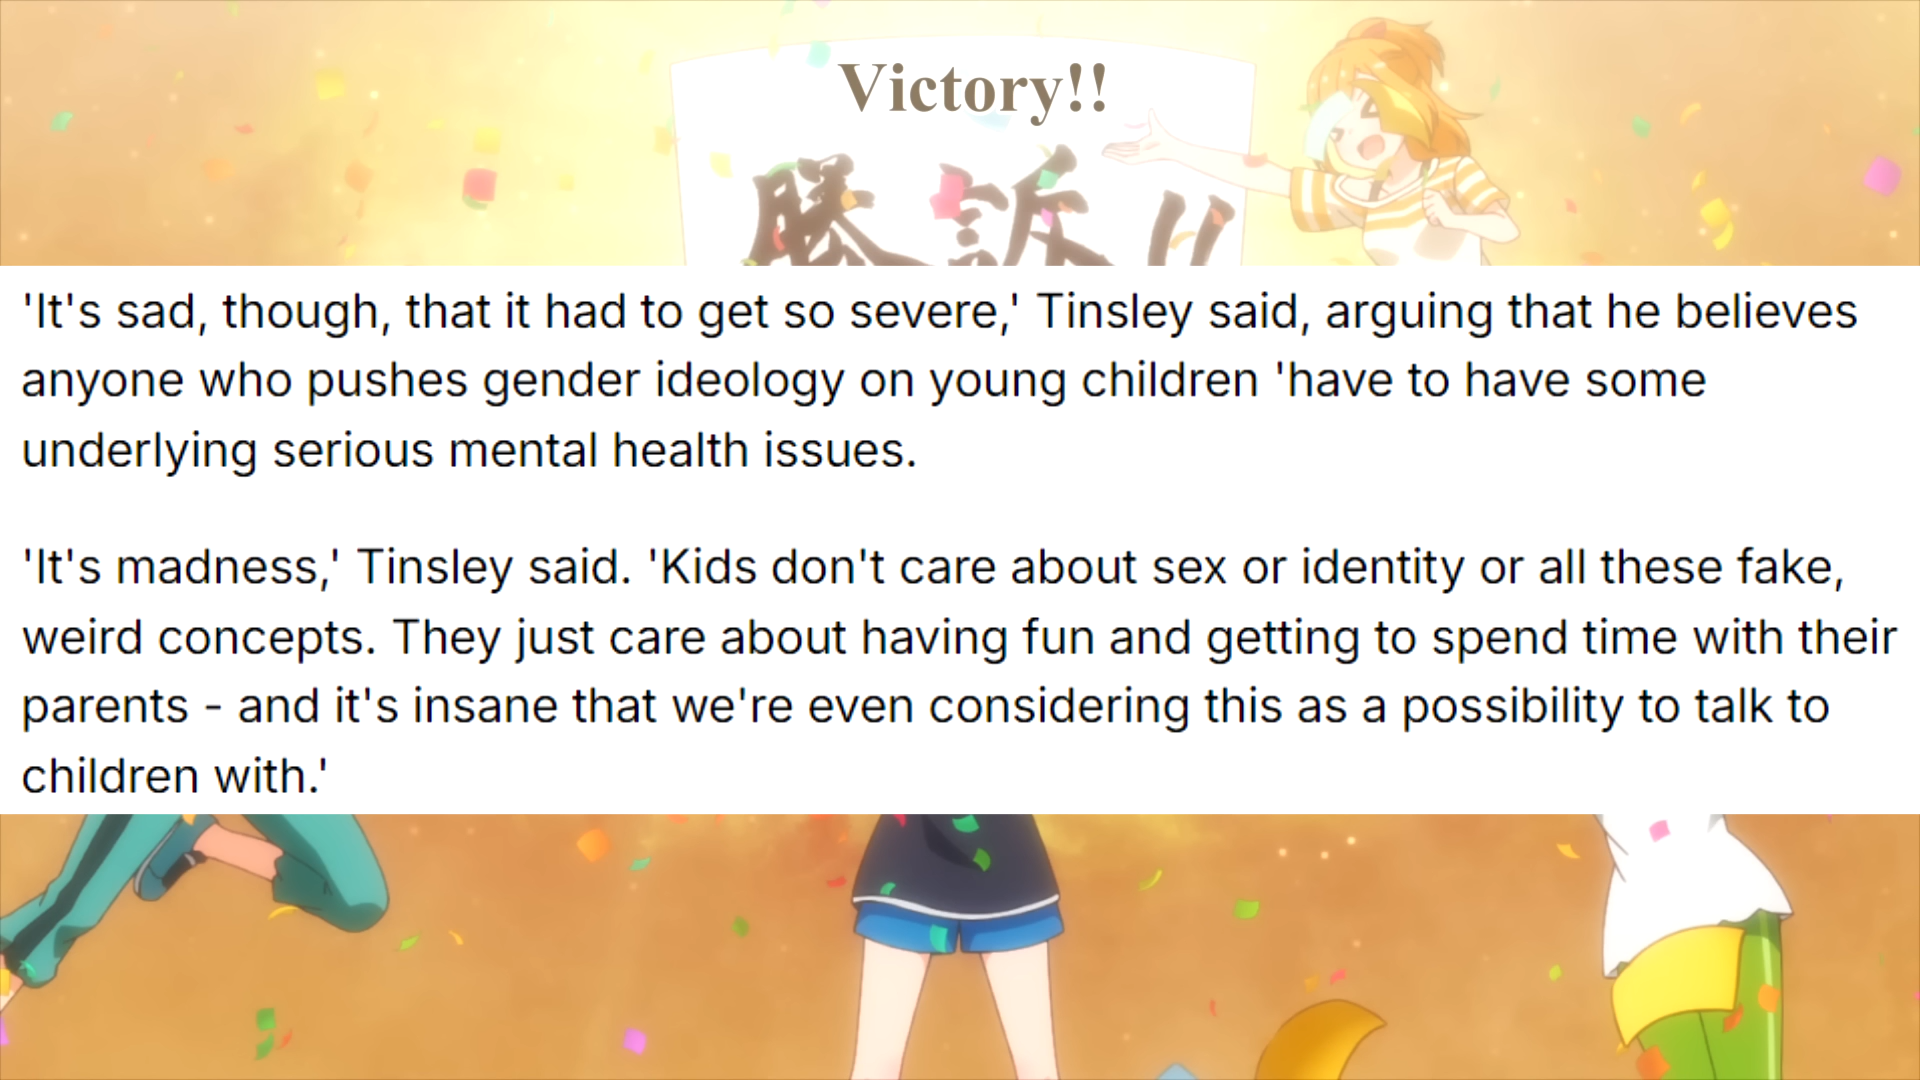 Victory!!
勝訴!!
'It's sad, though, that it had to get so severe,' Tinsley said, arguing that he believes
anyone who pushes gender ideology on young children 'have to have some
underlying serious mental health issues.
'It's madness,' Tinsley said. 'Kids don't care about sex or identity or all these fake,
weird concepts. They just care about having fun and getting to spend time with their
parents - and it's insane that we're even considering this as a possibility to talk to
children with.'